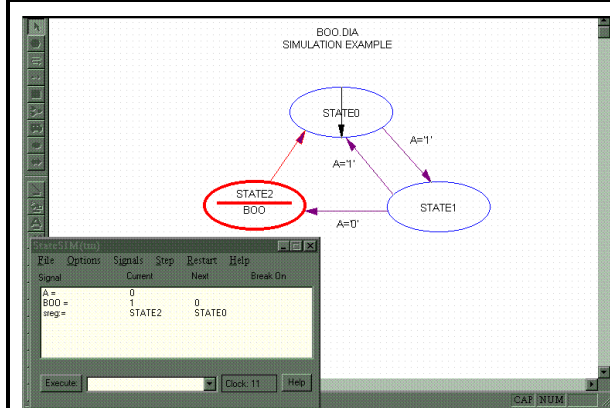 BOO.DIA
SIMULATION EXAMPLE
STATE0
A='1'
A='1'
STATE2
BOO
STATE1
A='0'
StateSIM(tm)
File Options Signals Step Restart Help
Signal Current Next Break On
A = 0
BOO = 1 0
sreg:= STATE2 STATE0
Execute: Clock: 11 Help
CAP NUM